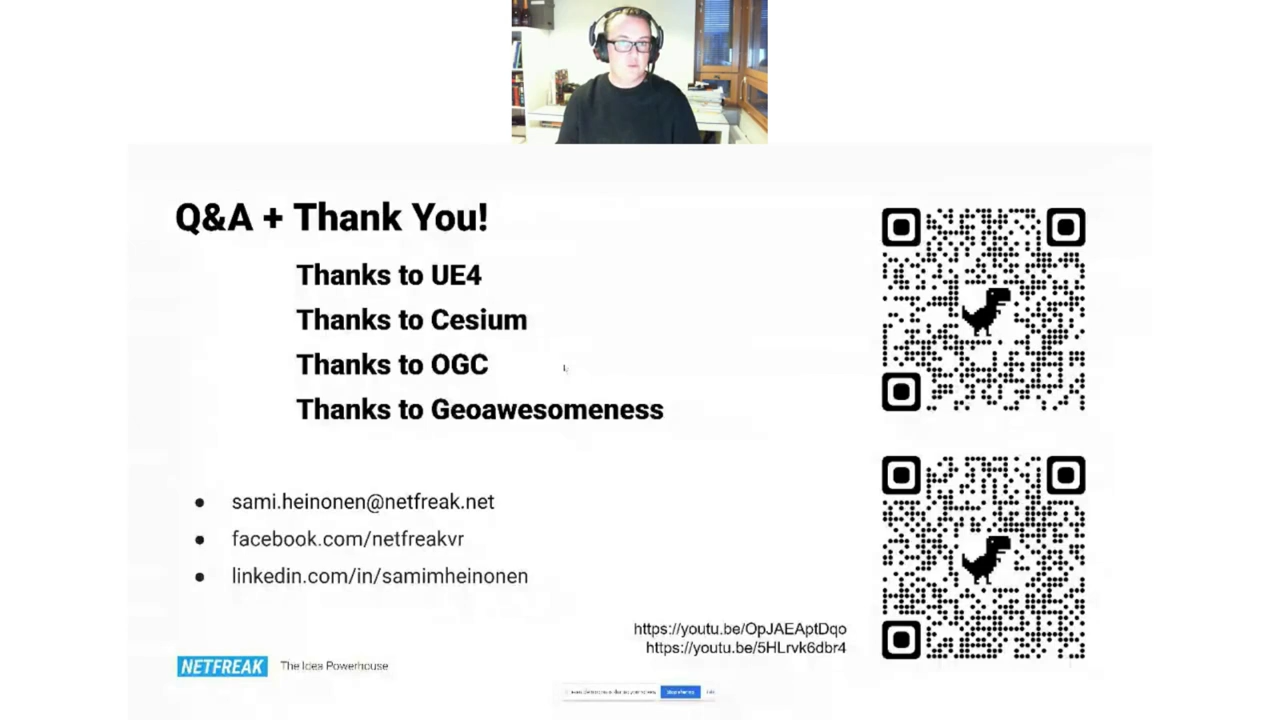 Q&A + Thank You!
Thanks to UE4
Thanks to Cesium
Thanks to OGC
Thanks to Geoawesomeness
● sami.heinonen@netfreak.net
● facebook.com/netfreakvr
● linkedin.com/in/samimheinonen
https://youtu.be/OpJAEAptDqo
https://youtu.be/5HLrvk6dbr4
NETFREAK The Idea Powerhouse